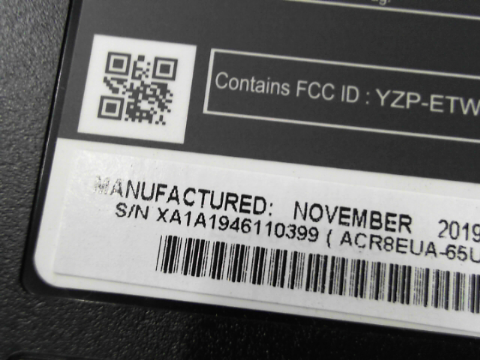 Contains FCC ID : YZP-ETW
MANUFACTURED: NOVEMBER 2019
S/N XA1A1946110399 ( ACR8EUA-65U